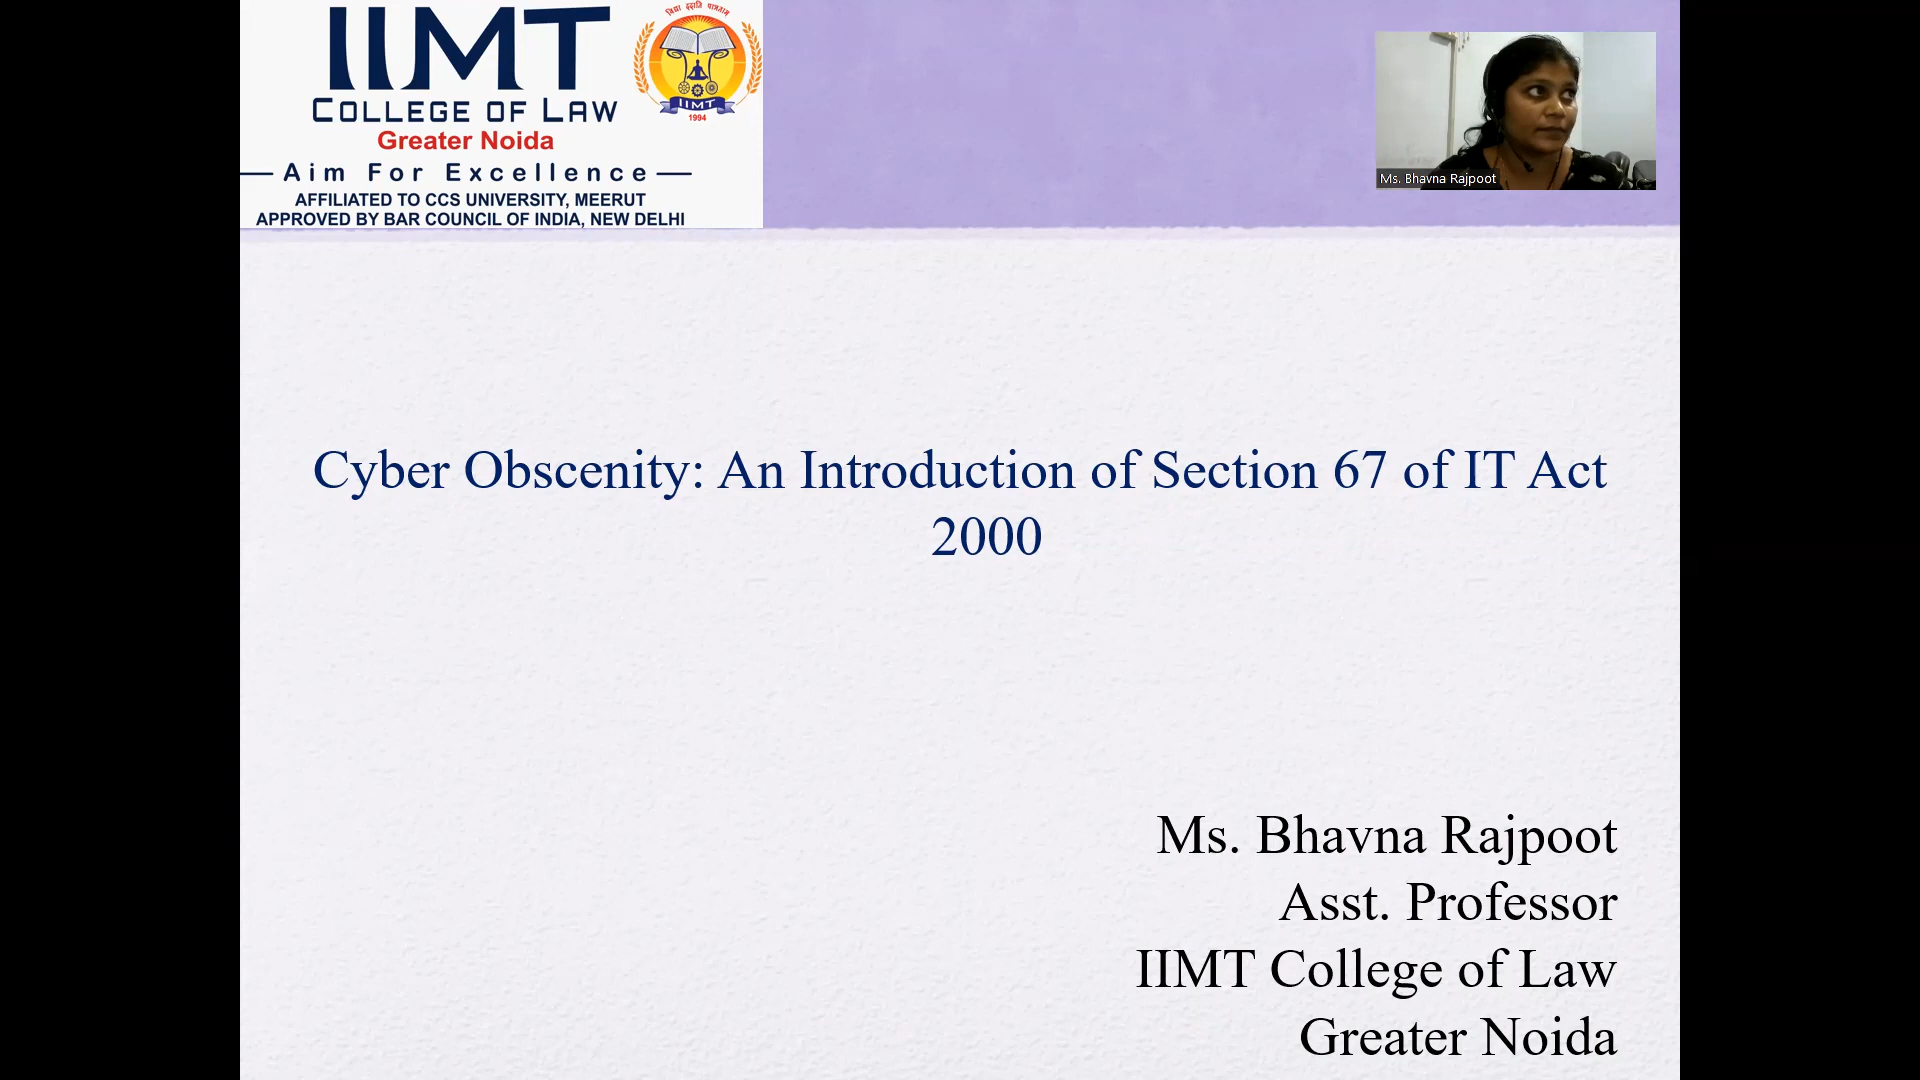 IIMT
COLLEGE OF LAW
Greater Noida
Aim For Excellence
AFFILIATED TO CCS UNIVERSITY, MEERUT
APPROVED BY BAR COUNCIL OF INDIA, NEW DELHI
विद्या ददाति पात्रताम्
IIMT
1994
Ms. Bhavna Rajpoot
Cyber Obscenity: An Introduction of Section 67 of IT Act
2000
Ms. Bhavna Rajpoot
Asst. Professor
IIMT College of Law
Greater Noida